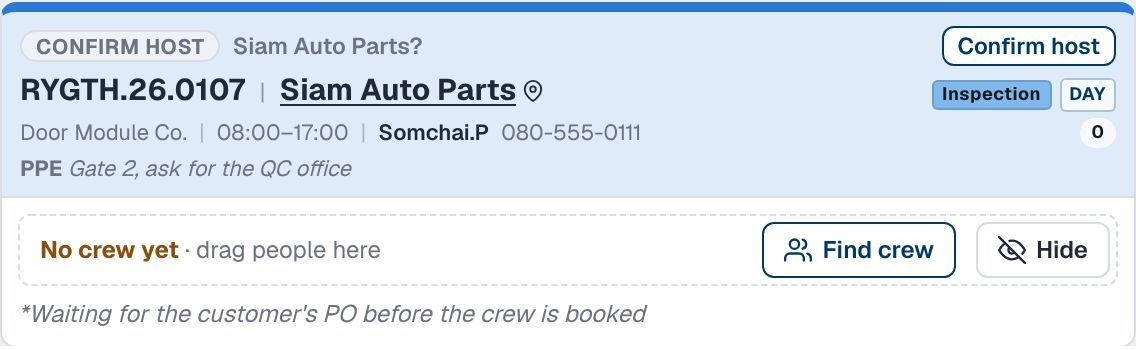 CONFIRM HOST Siam Auto Parts? Confirm host
RYGTH.26.0107 | Siam Auto Parts Inspection DAY
Door Module Co. | 08:00–17:00 | Somchai.P 080-555-0111 0
PPE Gate 2, ask for the QC office
No crew yet · drag people here Find crew Hide
*Waiting for the customer's PO before the crew is booked